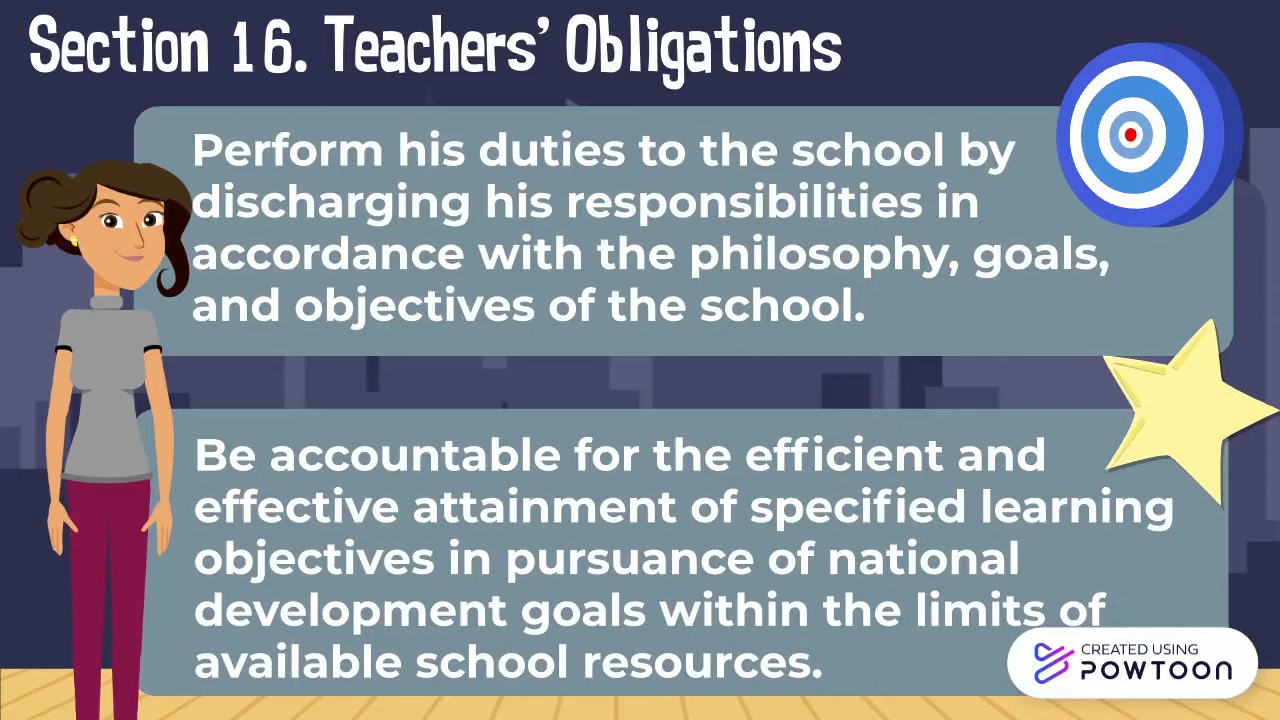 Section 16. Teachers’ Obligations
Perform his duties to the school by
discharging his responsibilities in
accordance with the philosophy, goals,
and objectives of the school.
Be accountable for the efficient and
effective attainment of specified learning
objectives in pursuance of national
development goals within the limits of
available school resources.
CREATED USING
POWTOON